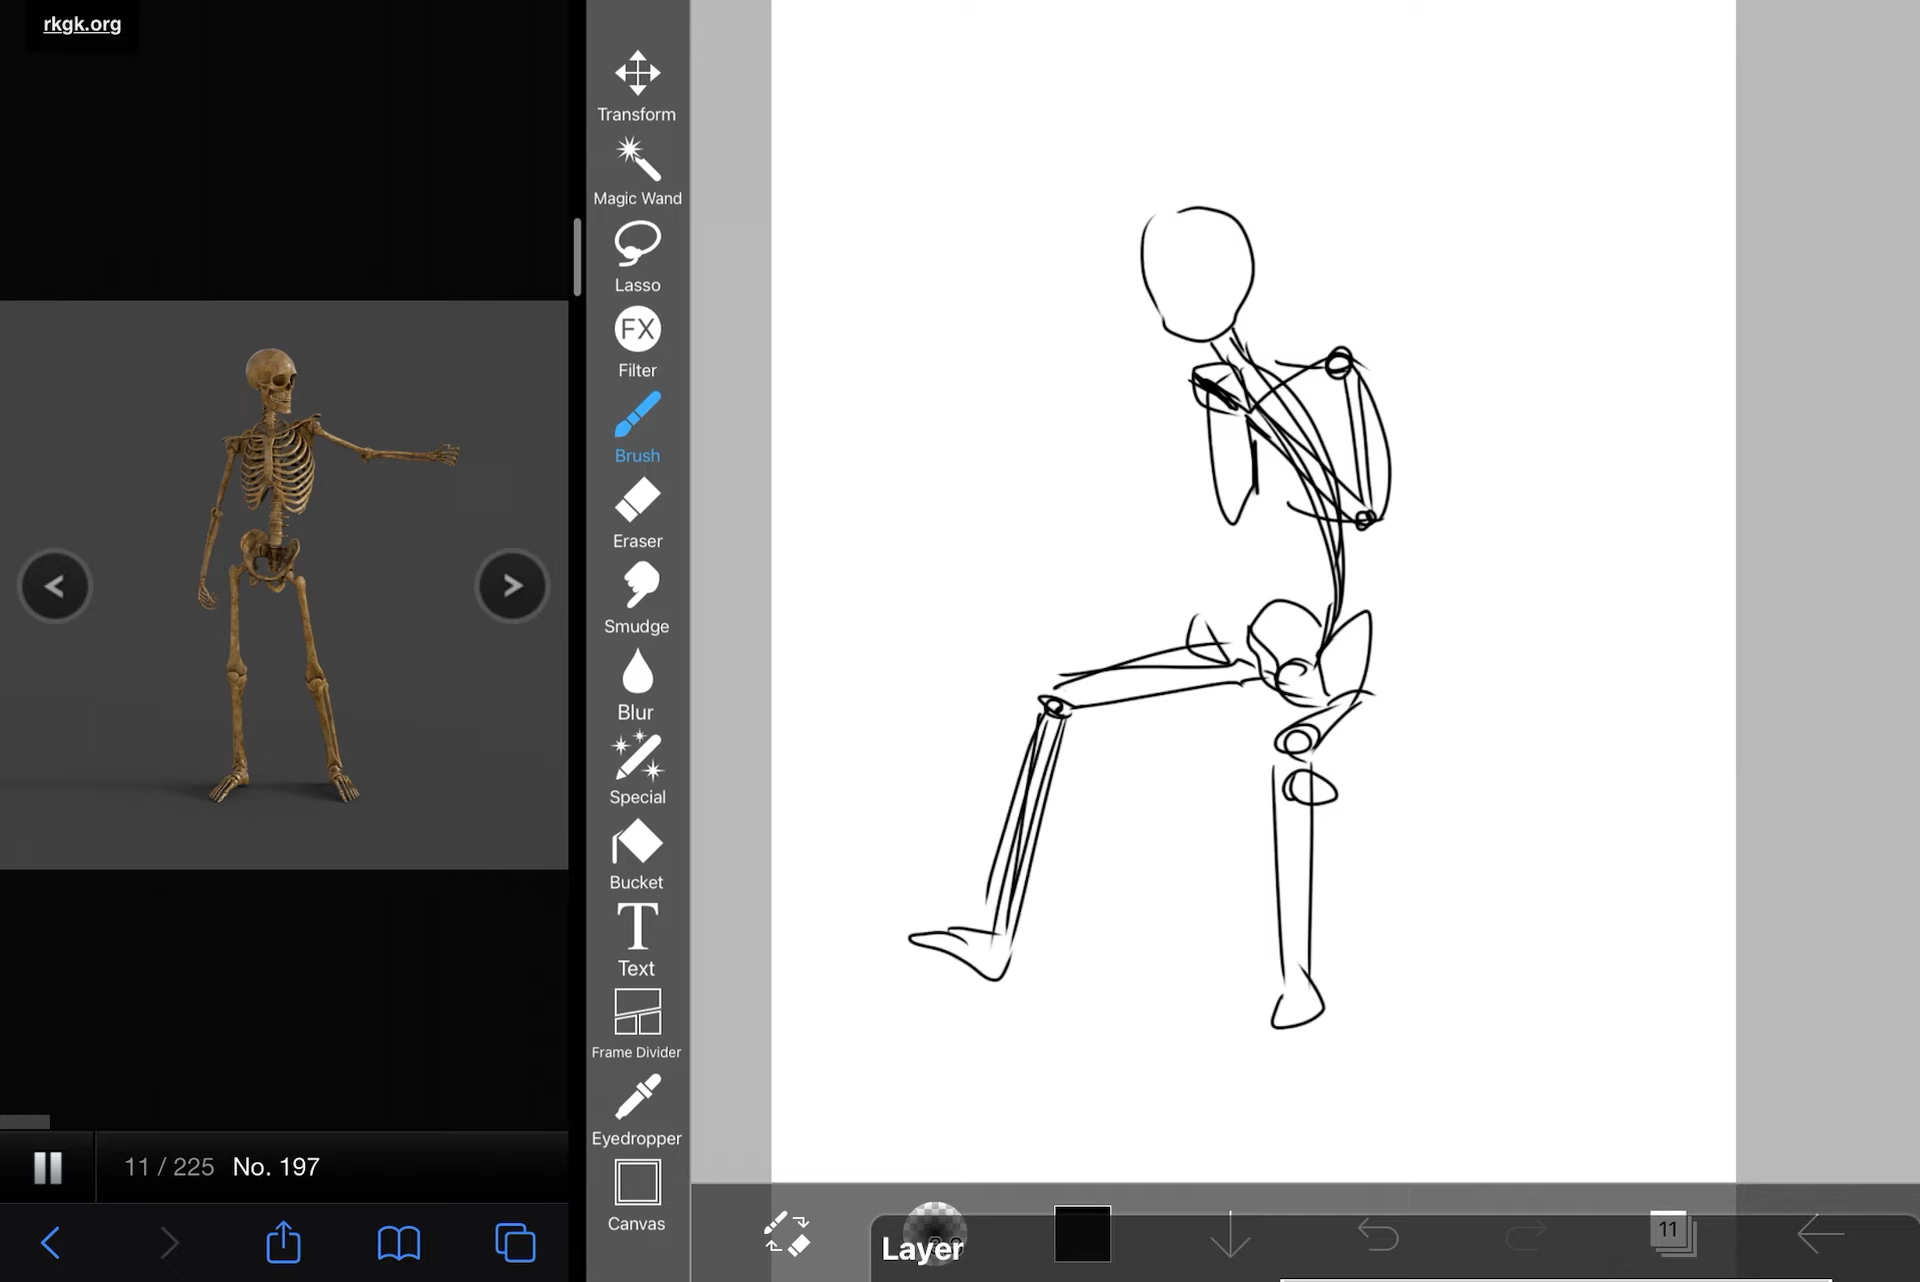 rkgk.org
Transform
Magic Wand
Lasso
FX
Filter
Brush
Eraser
Smudge
Blur
Special
Bucket
T
Text
Frame Divider
Eyedropper
Canvas
11 / 225 No. 197
Layer
11